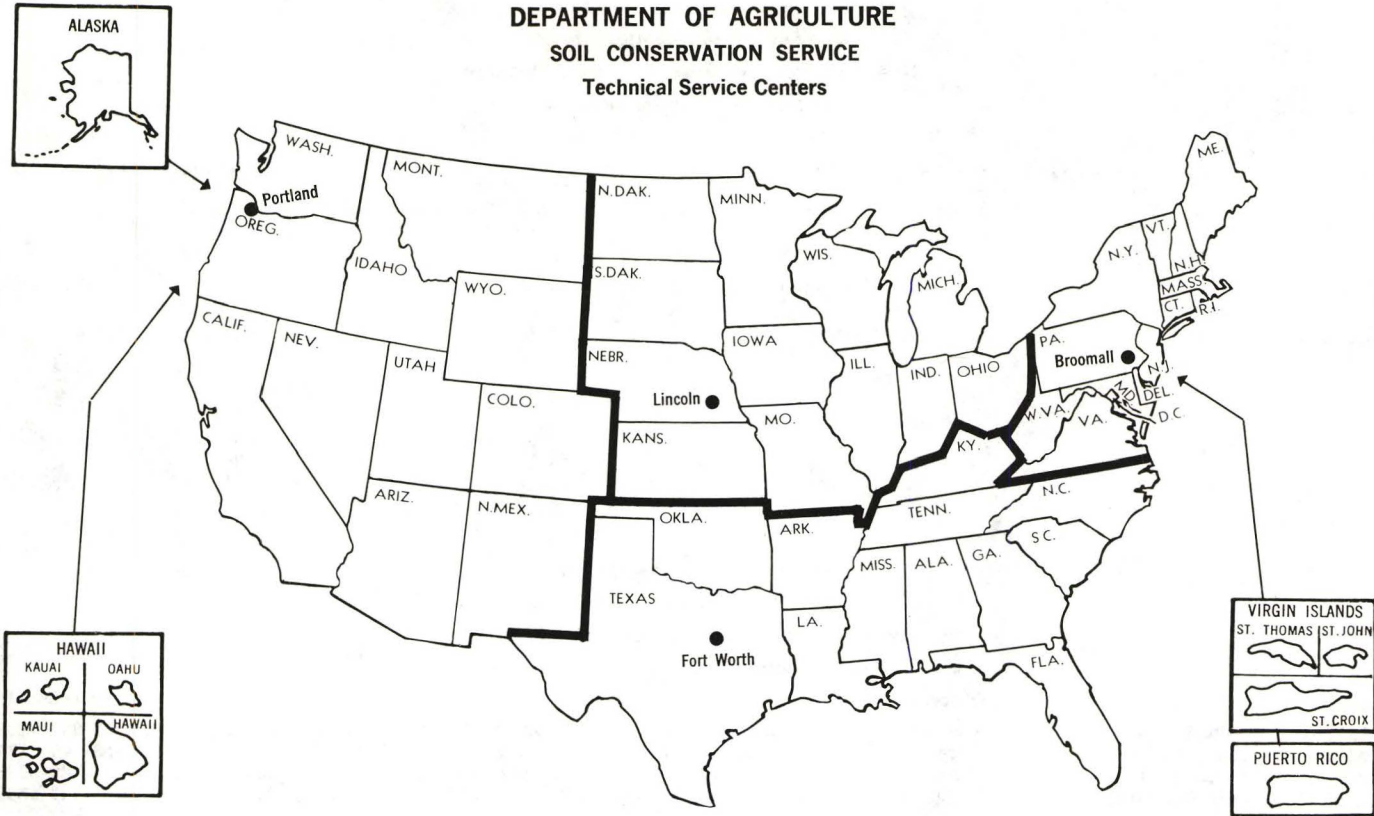 DEPARTMENT OF AGRICULTURE
SOIL CONSERVATION SERVICE
Technical Service Centers
ALASKA
WASH.
MONT.
N.DAK.
MINN.
ME.
Portland
OREG.
IDAHO
WYO.
S.DAK.
WIS.
MICH.
N.Y.
VT.
N.H.
MASS.
CT.
R.I.
CALIF.
NEV.
UTAH
COLO.
NEBR.
Lincoln
IOWA
ILL.
IND.
OHIO
PA.
Broomall
N.J.
DEL.
MD.
D.C.
KANS.
MO.
KY.
W.VA.
VA.
ARIZ.
N.MEX.
OKLA.
ARK.
TENN.
N.C.
S.C.
TEXAS
Fort Worth
LA.
MISS.
ALA.
GA.
FLA.
HAWAII
KAUAI
OAHU
MAUI
HAWAII
VIRGIN ISLANDS
ST. THOMAS
ST. JOHN
ST. CROIX
PUERTO RICO